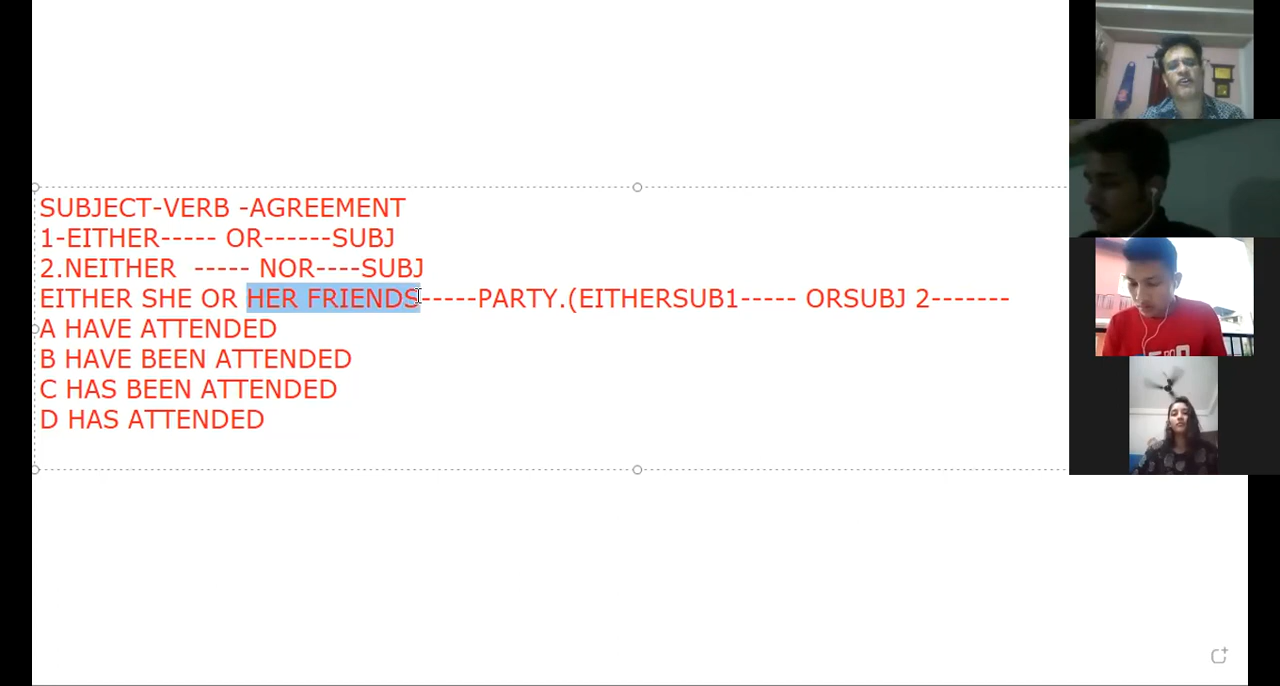 SUBJECT-VERB -AGREEMENT
1-EITHER----- OR------SUBJ
2.NEITHER  ----- NOR----SUBJ
EITHER SHE OR HER FRIENDS------PARTY.(EITHERSUB1----- ORSUBJ 2-------
A HAVE ATTENDED
B HAVE BEEN ATTENDED
C HAS BEEN ATTENDED
D HAS ATTENDED